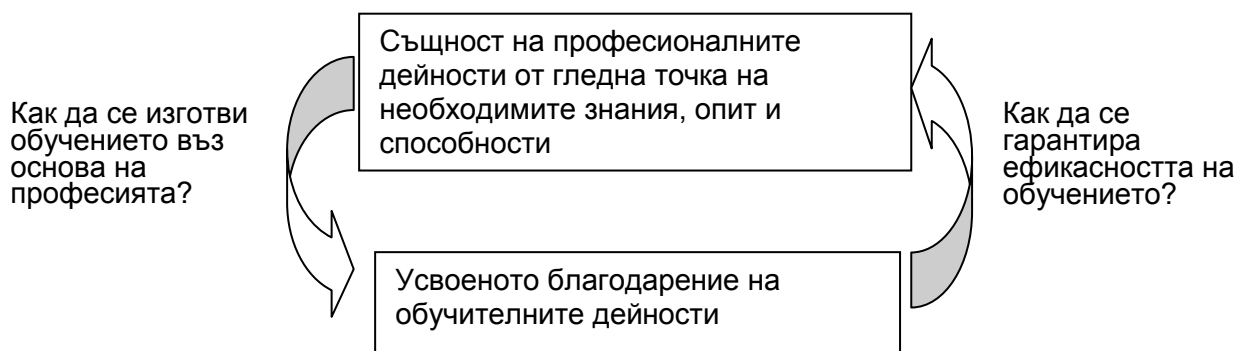 Същност на професионалните
дейности от гледна точка на
необходимите знания, опит и
способности
Как да се изготви
обучението въз
основа на
професията?
Как да се
гарантира
ефикасността на
обучението?
Усвоеното благодарение на
обучителните дейности